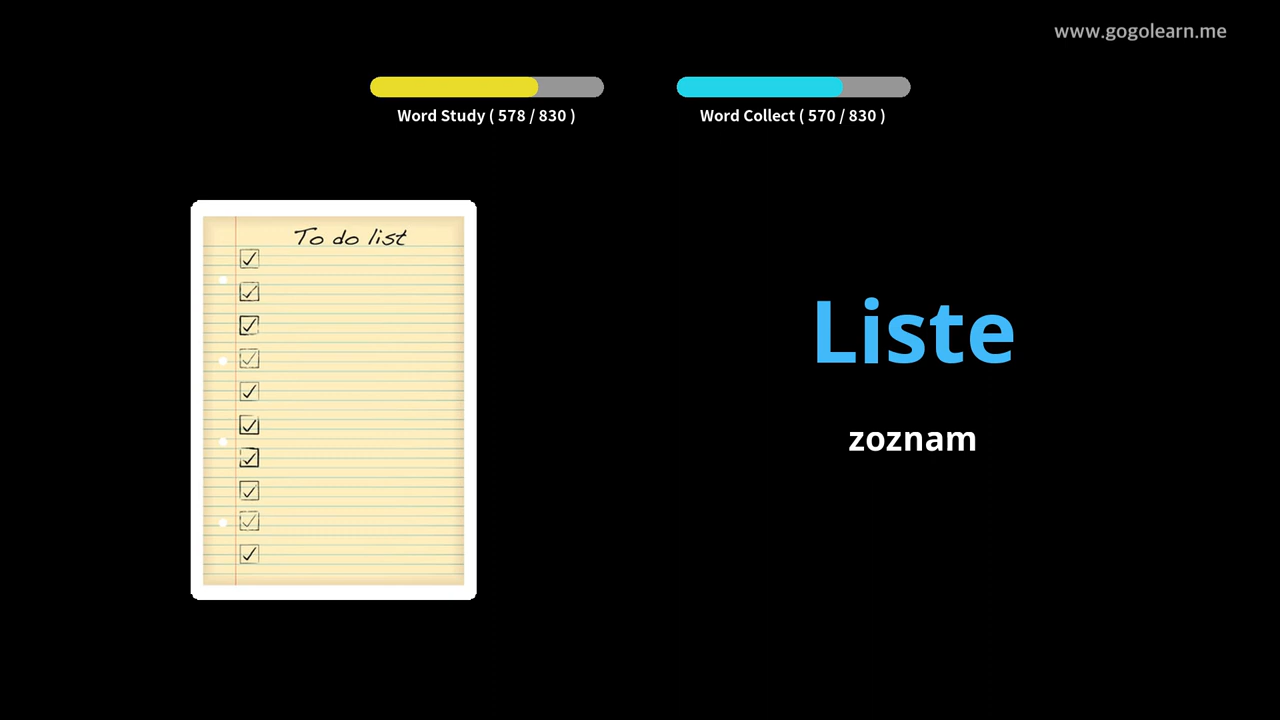 www.gogolearn.me
Word Study ( 578 / 830 )
Word Collect ( 570 / 830 )
To do list
Liste
zoznam